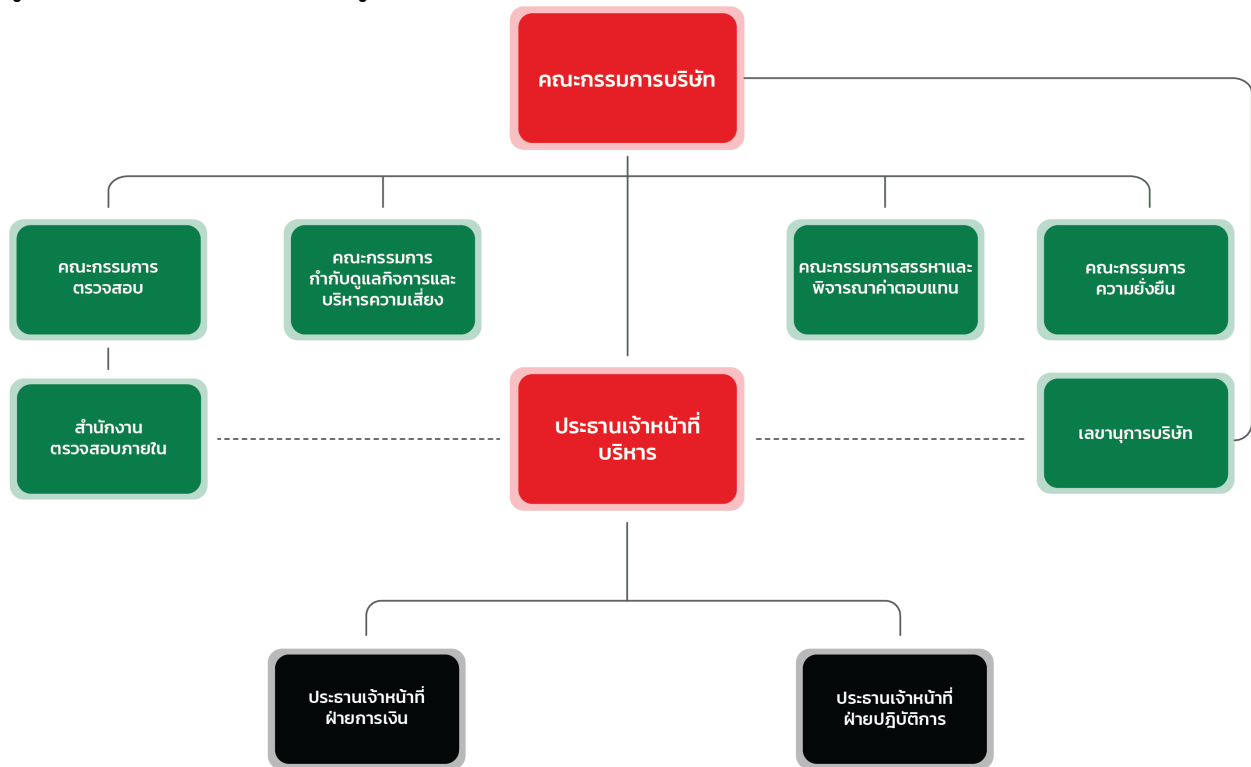 คณะกรรมการบริษัท
คณะกรรมการ
ตรวจสอบ
คณะกรรมการ
กำกับดูแลกิจการและ
บริหารความเสี่ยง
คณะกรรมการสรรหาและ
พิจารณาค่าตอบแทน
คณะกรรมการ
ความยั่งยืน
สำนักงาน
ตรวจสอบภายใน
ประธานเจ้าหน้าที่
บริหาร
เลขานุการบริษัท
ประธานเจ้าหน้าที่
ฝ่ายการเงิน
ประธานเจ้าหน้าที่
ฝ่ายปฎิบัติการ